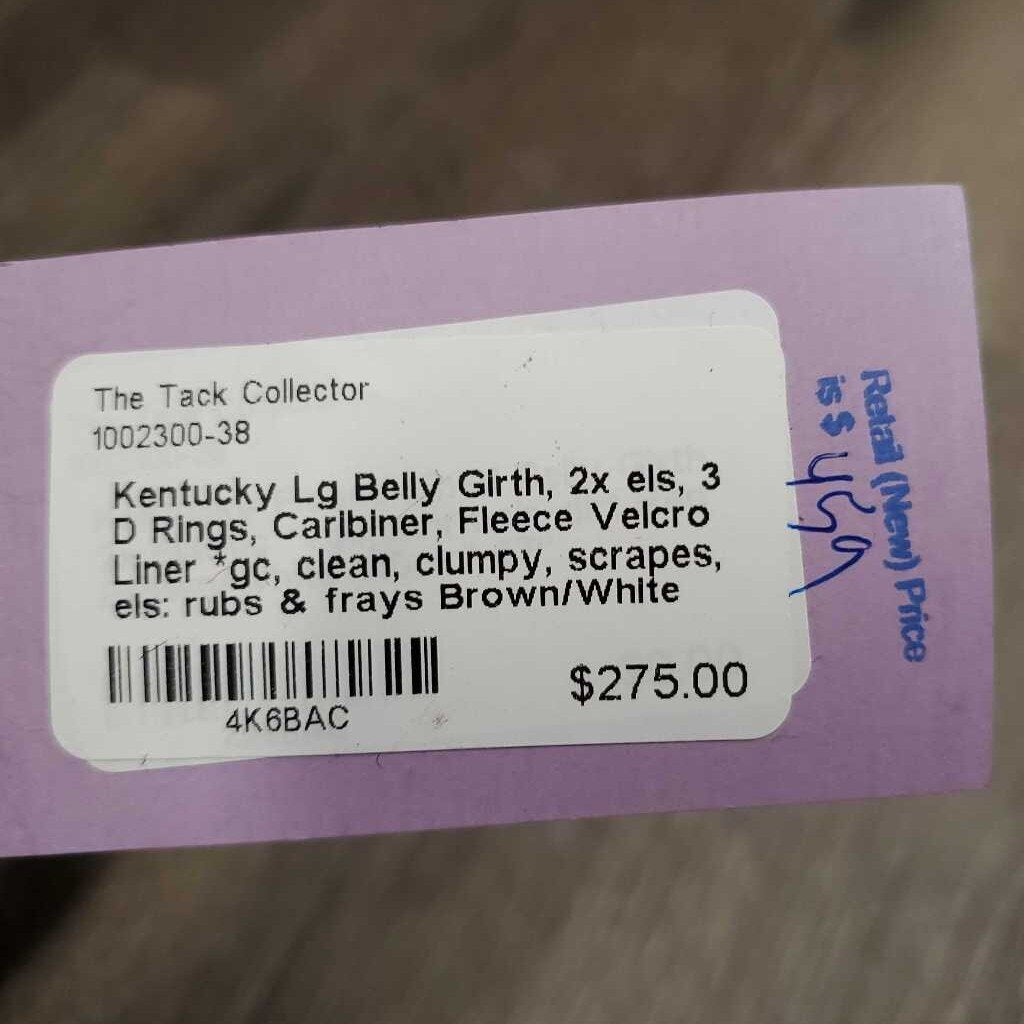 The Tack Collector
1002300-38
Kentucky Lg Belly Girth, 2x els, 3
D Rings, Caribiner, Fleece Velcro
Liner *gc, clean, clumpy, scrapes,
els: rubs & frays Brown/White
4K6BAC
$275.00
Retail (New) Price
is $